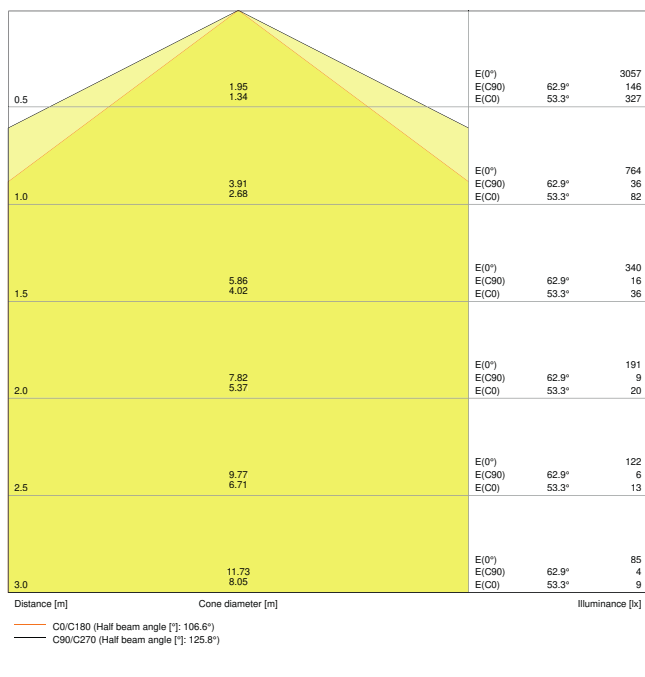 E(0°) 3057
1.95 E(C90) 62.9° 146
0.5 1.34 E(C0) 53.3° 327
E(0°) 764
3.91 E(C90) 62.9° 36
1.0 2.68 E(C0) 53.3° 82
E(0°) 340
5.86 E(C90) 62.9° 16
1.5 4.02 E(C0) 53.3° 36
E(0°) 191
7.82 E(C90) 62.9° 9
2.0 5.37 E(C0) 53.3° 20
E(0°) 122
9.77 E(C90) 62.9° 6
2.5 6.71 E(C0) 53.3° 13
E(0°) 85
11.73 E(C90) 62.9° 4
3.0 8.05 E(C0) 53.3° 9
Distance [m] Cone diameter [m] Illuminance [lx]
C0/C180 (Half beam angle [°]: 106.6°)
C90/C270 (Half beam angle [°]: 125.8°)